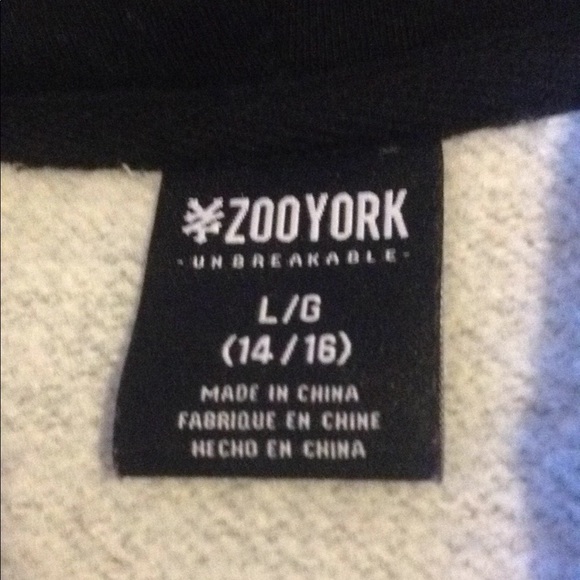 ZOOYORK
-UNBREAKABLE-
L/G
(14/16)
MADE IN CHINA
FABRIQUE EN CHINE
HECHO EN CHINA